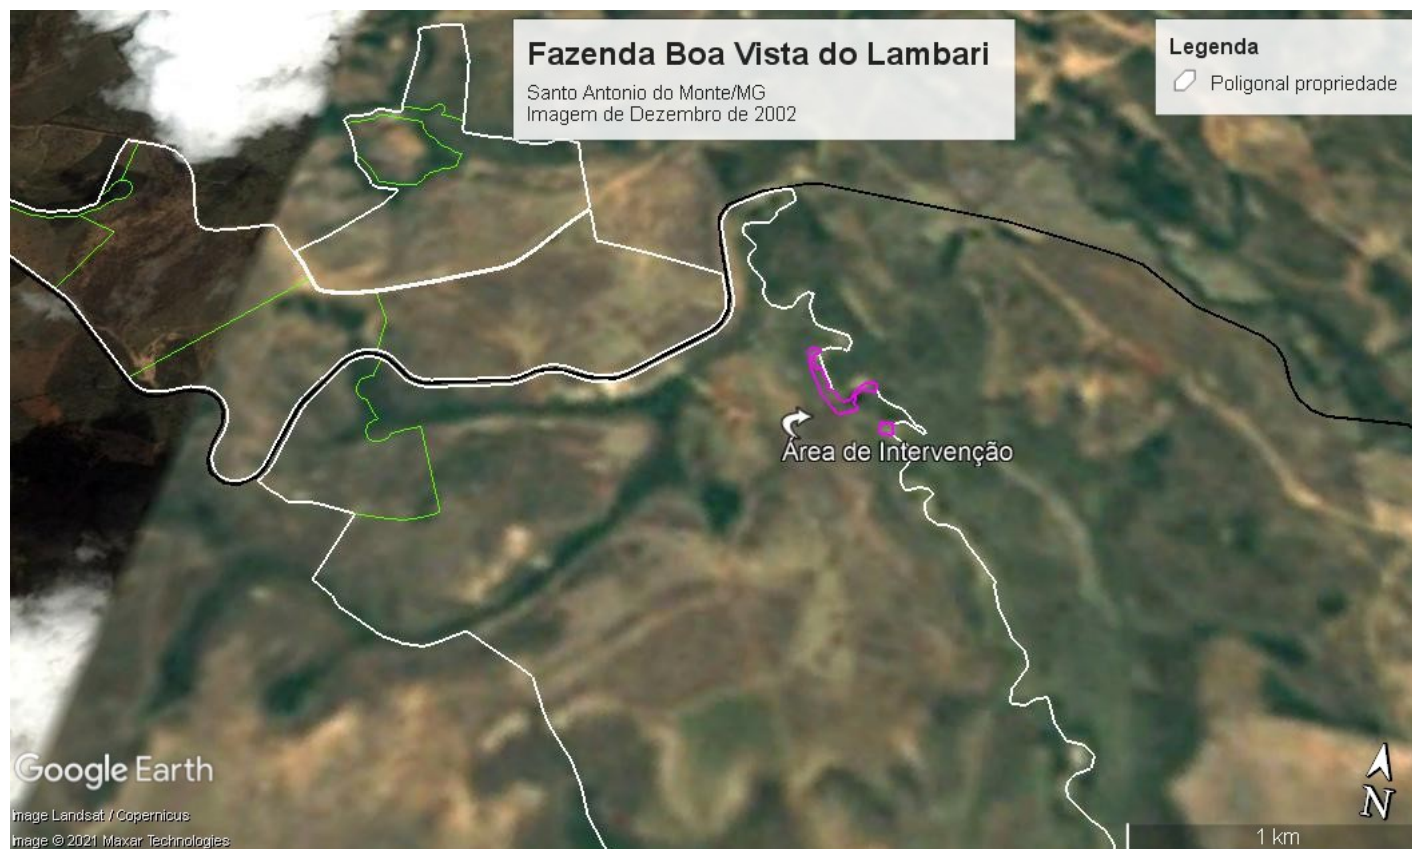 Fazenda Boa Vista do Lambari
Santo Antonio do Monte/MG
Imagem de Dezembro de 2002
Legenda
Poligonal propriedade
Área de Intervenção
Google Earth
Image Landsat / Copernicus
Image © 2021 Maxar Technologies
N
1 km